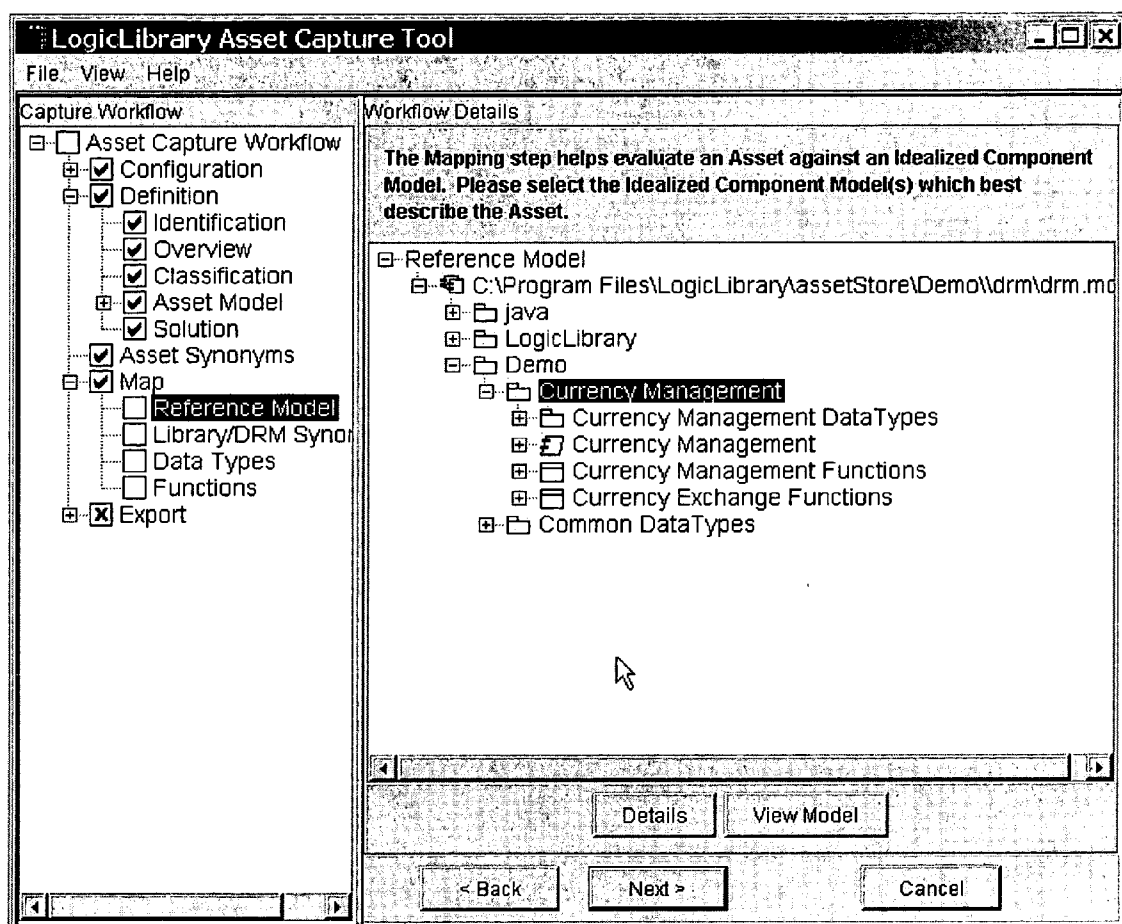 LogicLibrary Asset Capture Tool
File View Help
Capture Workflow
Asset Capture Workflow
Configuration
Definition
Identification
Overview
Classification
Asset Model
Solution
Asset Synonyms
Map
Reference Model
Library/DRM Synor
Data Types
Functions
Export
Workflow Details
The Mapping step helps evaluate an Asset against an Idealized Component
Model. Please select the Idealized Component Model(s) which best
describe the Asset.
Reference Model
C:\Program Files\LogicLibrary\assetStore\Demo\\drm\drm.mo
java
LogicLibrary
Demo
Currency Management
Currency Management DataTypes
Currency Management
Currency Management Functions
Currency Exchange Functions
Common DataTypes
Details View Model
< Back Next > Cancel